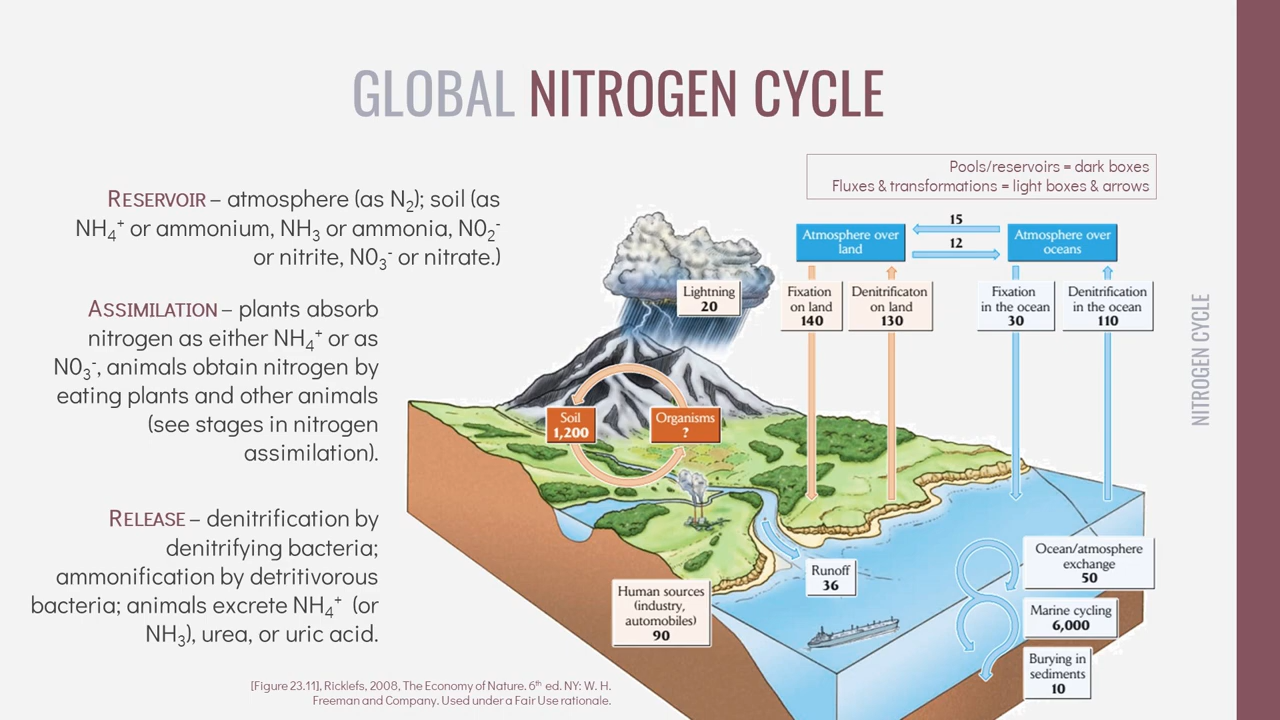 GLOBAL NITROGEN CYCLE
Pools/reservoirs = dark boxes
Fluxes & transformations = light boxes & arrows
RESERVOIR – atmosphere (as N₂); soil (as
NH₄⁺ or ammonium, NH₃ or ammonia, NO₂⁻
or nitrite, NO₃⁻ or nitrate.)
ASSIMILATION – plants absorb
nitrogen as either NH₄⁺ or as
NO₃⁻, animals obtain nitrogen by
eating plants and other animals
(see stages in nitrogen
assimilation).
RELEASE – denitrification by
denitrifying bacteria;
ammonification by detritivorous
bacteria; animals excrete NH₄⁺ (or
NH₃), urea, or uric acid.
Atmosphere over
land
15
12
Atmosphere over
oceans
Lightning
20
Fixation
on land
140
Denitrificaton
on land
130
Fixation
in the ocean
30
Denitrification
in the ocean
110
Soil
1,200
Organisms
?
Runoff
36
Human sources
(industry,
automobiles)
90
Ocean/atmosphere
exchange
50
Marine cycling
6,000
Burying in
sediments
10
NITROGEN CYCLE
[Figure 23.11], Ricklefs, 2008, The Economy of Nature. 6th ed. NY: W. H.
Freeman and Company. Used under a Fair Use rationale.